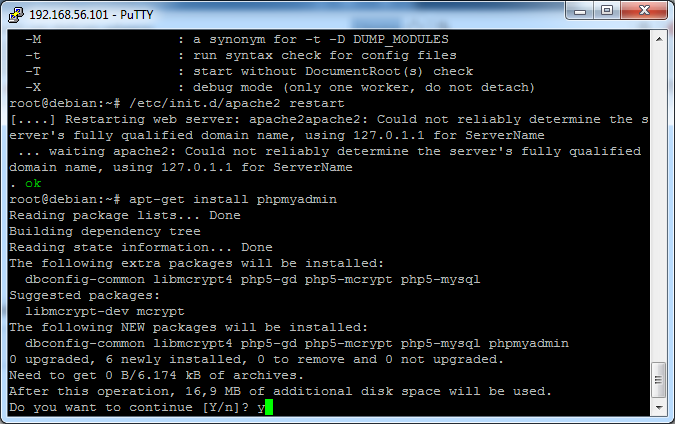 192.168.56.101 - PuTTY
-M : a synonym for -t -D DUMP_MODULES
-t : run syntax check for config files
-T : start without DocumentRoot(s) check
-X : debug mode (only one worker, do not detach)
root@debian:~# /etc/init.d/apache2 restart
[....] Restarting web server: apache2apache2: Could not reliably determine the s
erver's fully qualified domain name, using 127.0.1.1 for ServerName
... waiting apache2: Could not reliably determine the server's fully qualified
domain name, using 127.0.1.1 for ServerName
. ok
root@debian:~# apt-get install phpmyadmin
Reading package lists... Done
Building dependency tree
Reading state information... Done
The following extra packages will be installed:
dbconfig-common libmcrypt4 php5-gd php5-mcrypt php5-mysql
Suggested packages:
libmcrypt-dev mcrypt
The following NEW packages will be installed:
dbconfig-common libmcrypt4 php5-gd php5-mcrypt php5-mysql phpmyadmin
0 upgraded, 6 newly installed, 0 to remove and 0 not upgraded.
Need to get 0 B/6.174 kB of archives.
After this operation, 16,9 MB of additional disk space will be used.
Do you want to continue [Y/n]? y